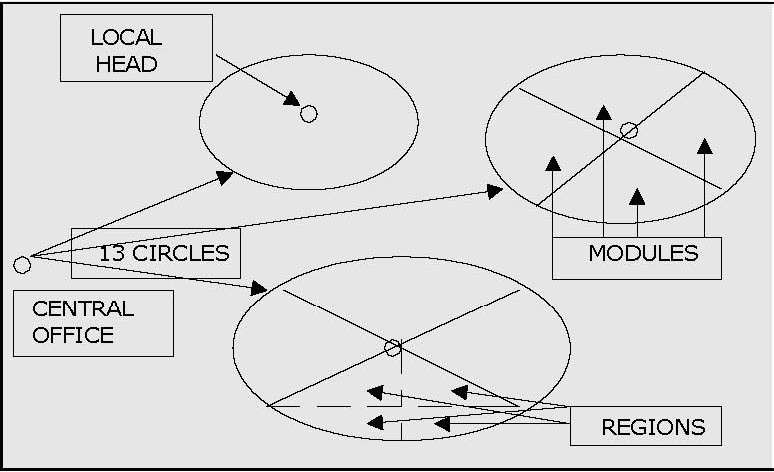 LOCAL
HEAD
13 CIRCLES
MODULES
CENTRAL
OFFICE
REGIONS